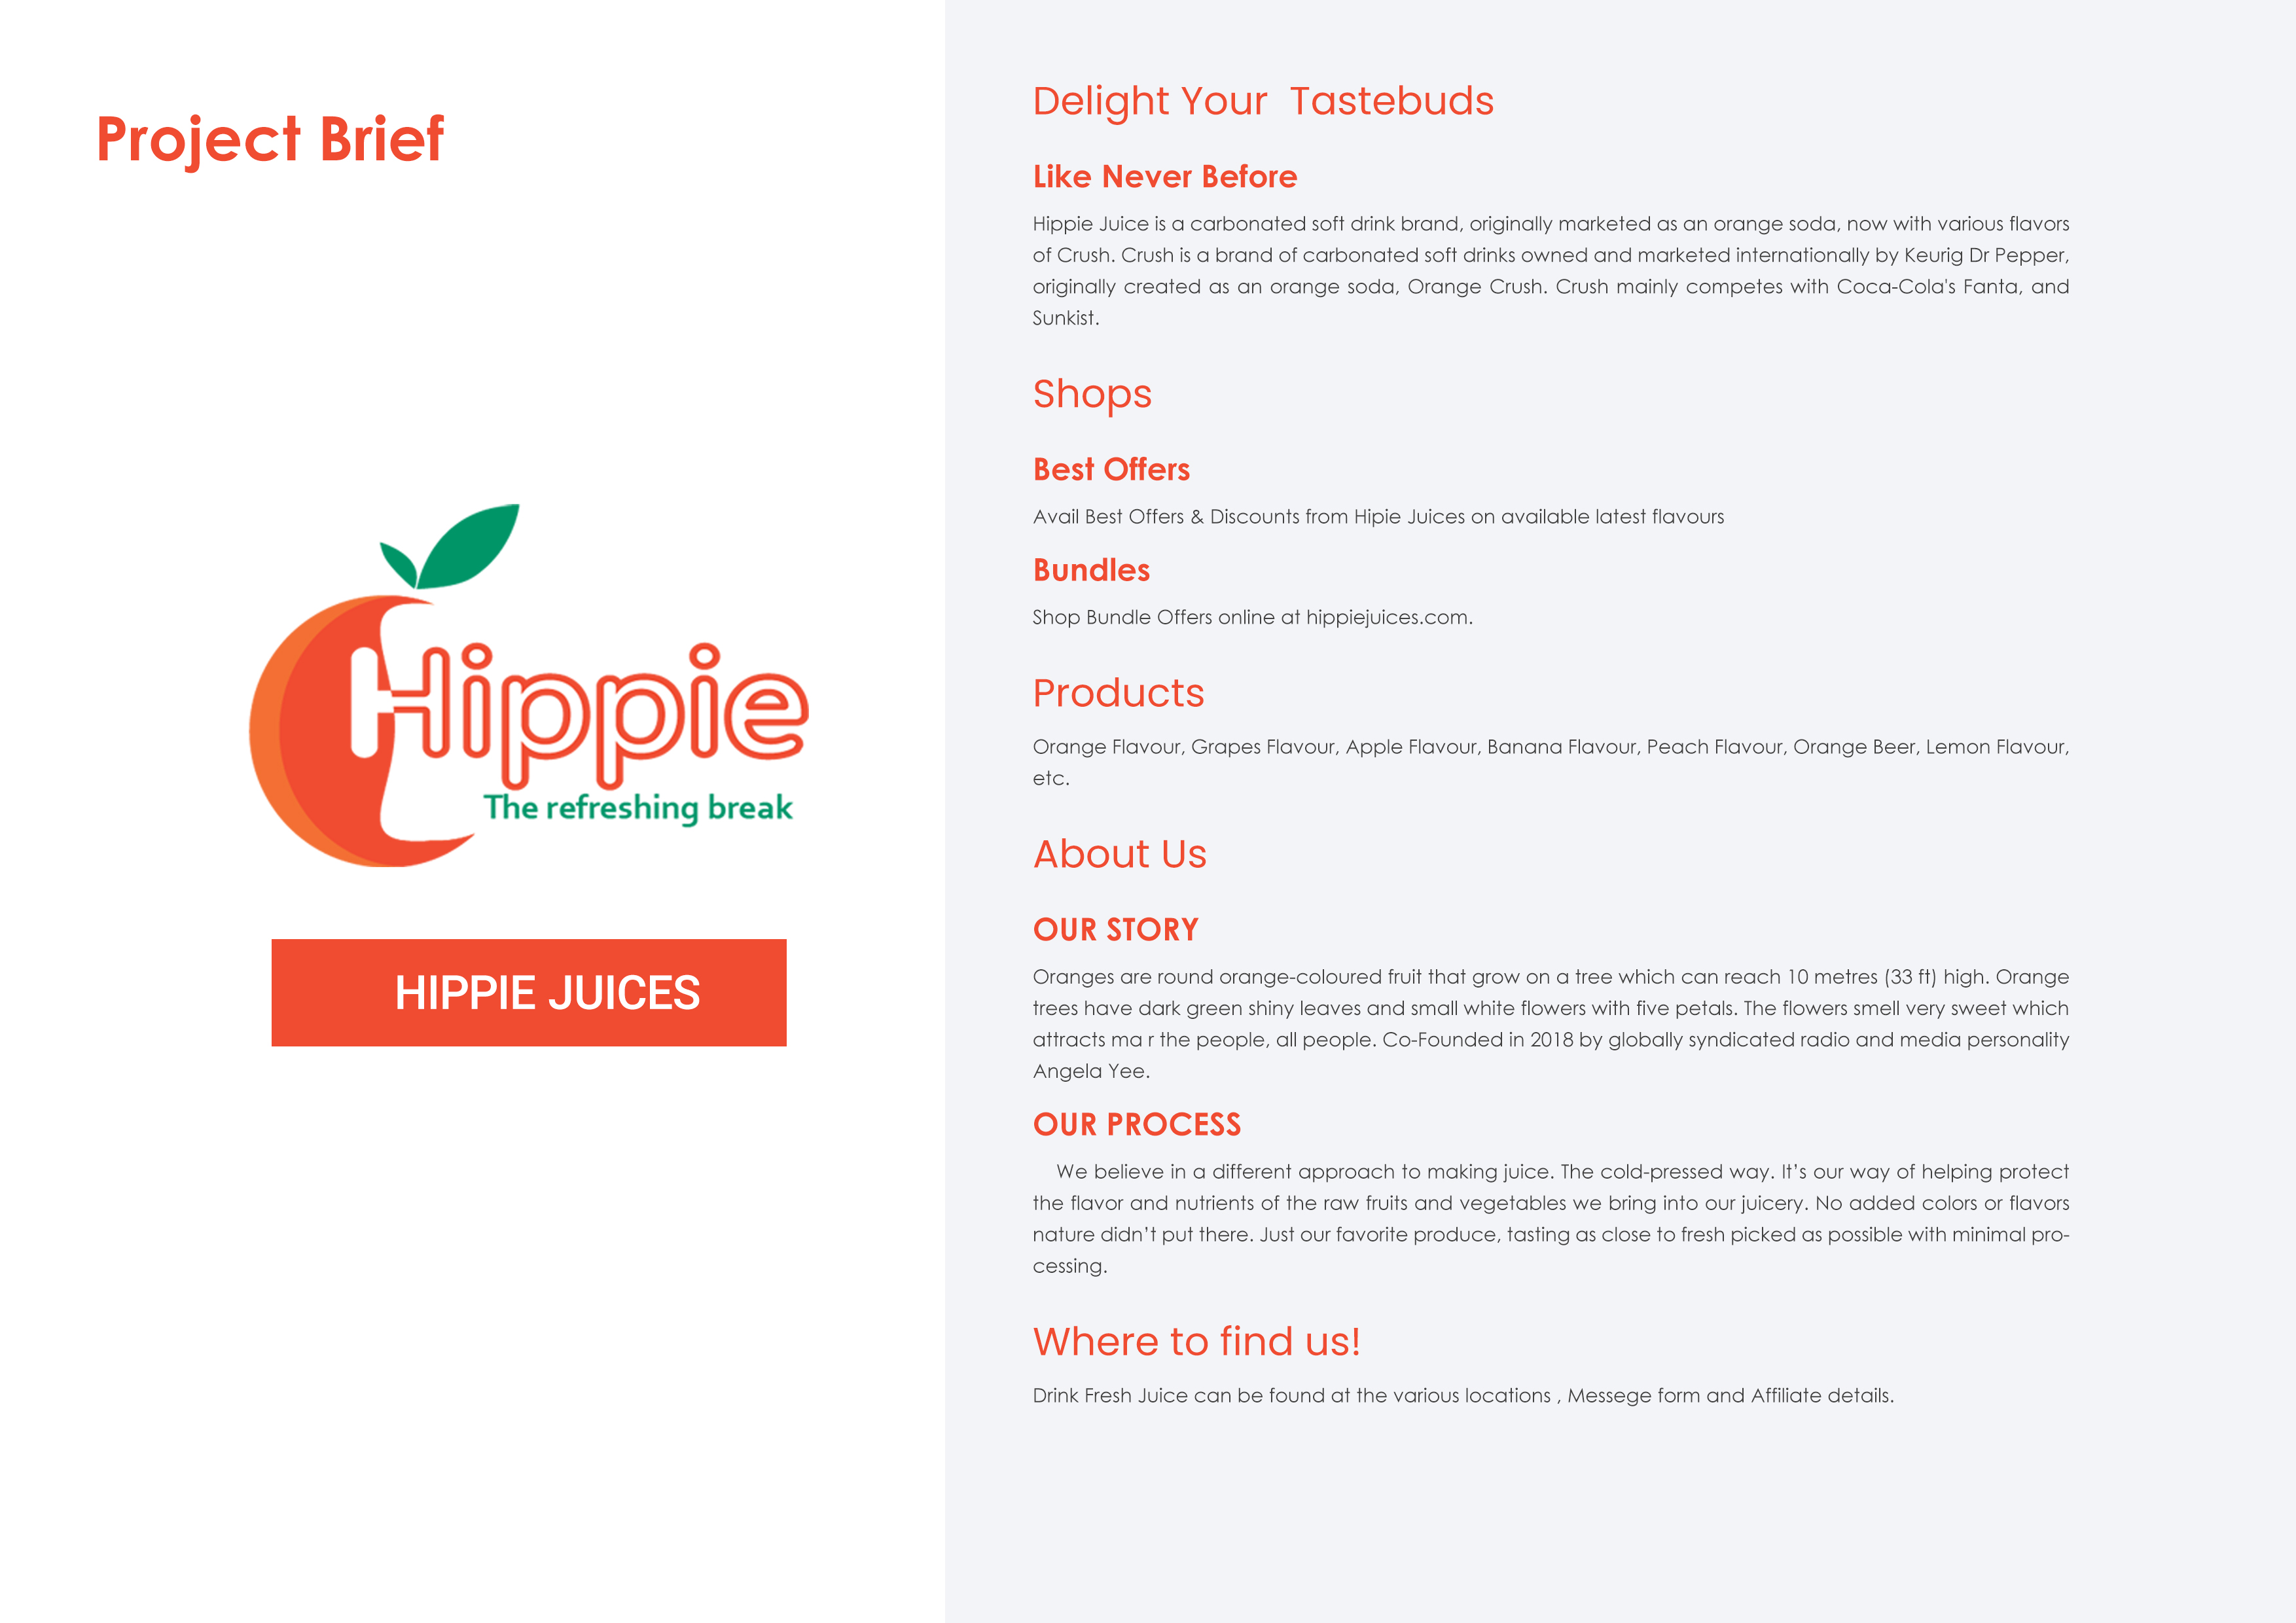 Project Brief
Hippie
The refreshing break
HIPPIE JUICES
Delight Your Tastebuds
Like Never Before
Hippie Juice is a carbonated soft drink brand, originally marketed as an orange soda, now with various flavors
of Crush. Crush is a brand of carbonated soft drinks owned and marketed internationally by Keurig Dr Pepper,
originally created as an orange soda, Orange Crush. Crush mainly competes with Coca-Cola's Fanta, and
Sunkist.
Shops
Best Offers
Avail Best Offers & Discounts from Hipie Juices on available latest flavours
Bundles
Shop Bundle Offers online at hippiejuices.com.
Products
Orange Flavour, Grapes Flavour, Apple Flavour, Banana Flavour, Peach Flavour, Orange Beer, Lemon Flavour,
etc.
About Us
OUR STORY
Oranges are round orange-coloured fruit that grow on a tree which can reach 10 metres (33 ft) high. Orange
trees have dark green shiny leaves and small white flowers with five petals. The flowers smell very sweet which
attracts ma r the people, all people. Co-Founded in 2018 by globally syndicated radio and media personality
Angela Yee.
OUR PROCESS
We believe in a different approach to making juice. The cold-pressed way. It’s our way of helping protect
the flavor and nutrients of the raw fruits and vegetables we bring into our juicery. No added colors or flavors
nature didn’t put there. Just our favorite produce, tasting as close to fresh picked as possible with minimal pro-
cessing.
Where to find us!
Drink Fresh Juice can be found at the various locations , Messege form and Affiliate details.